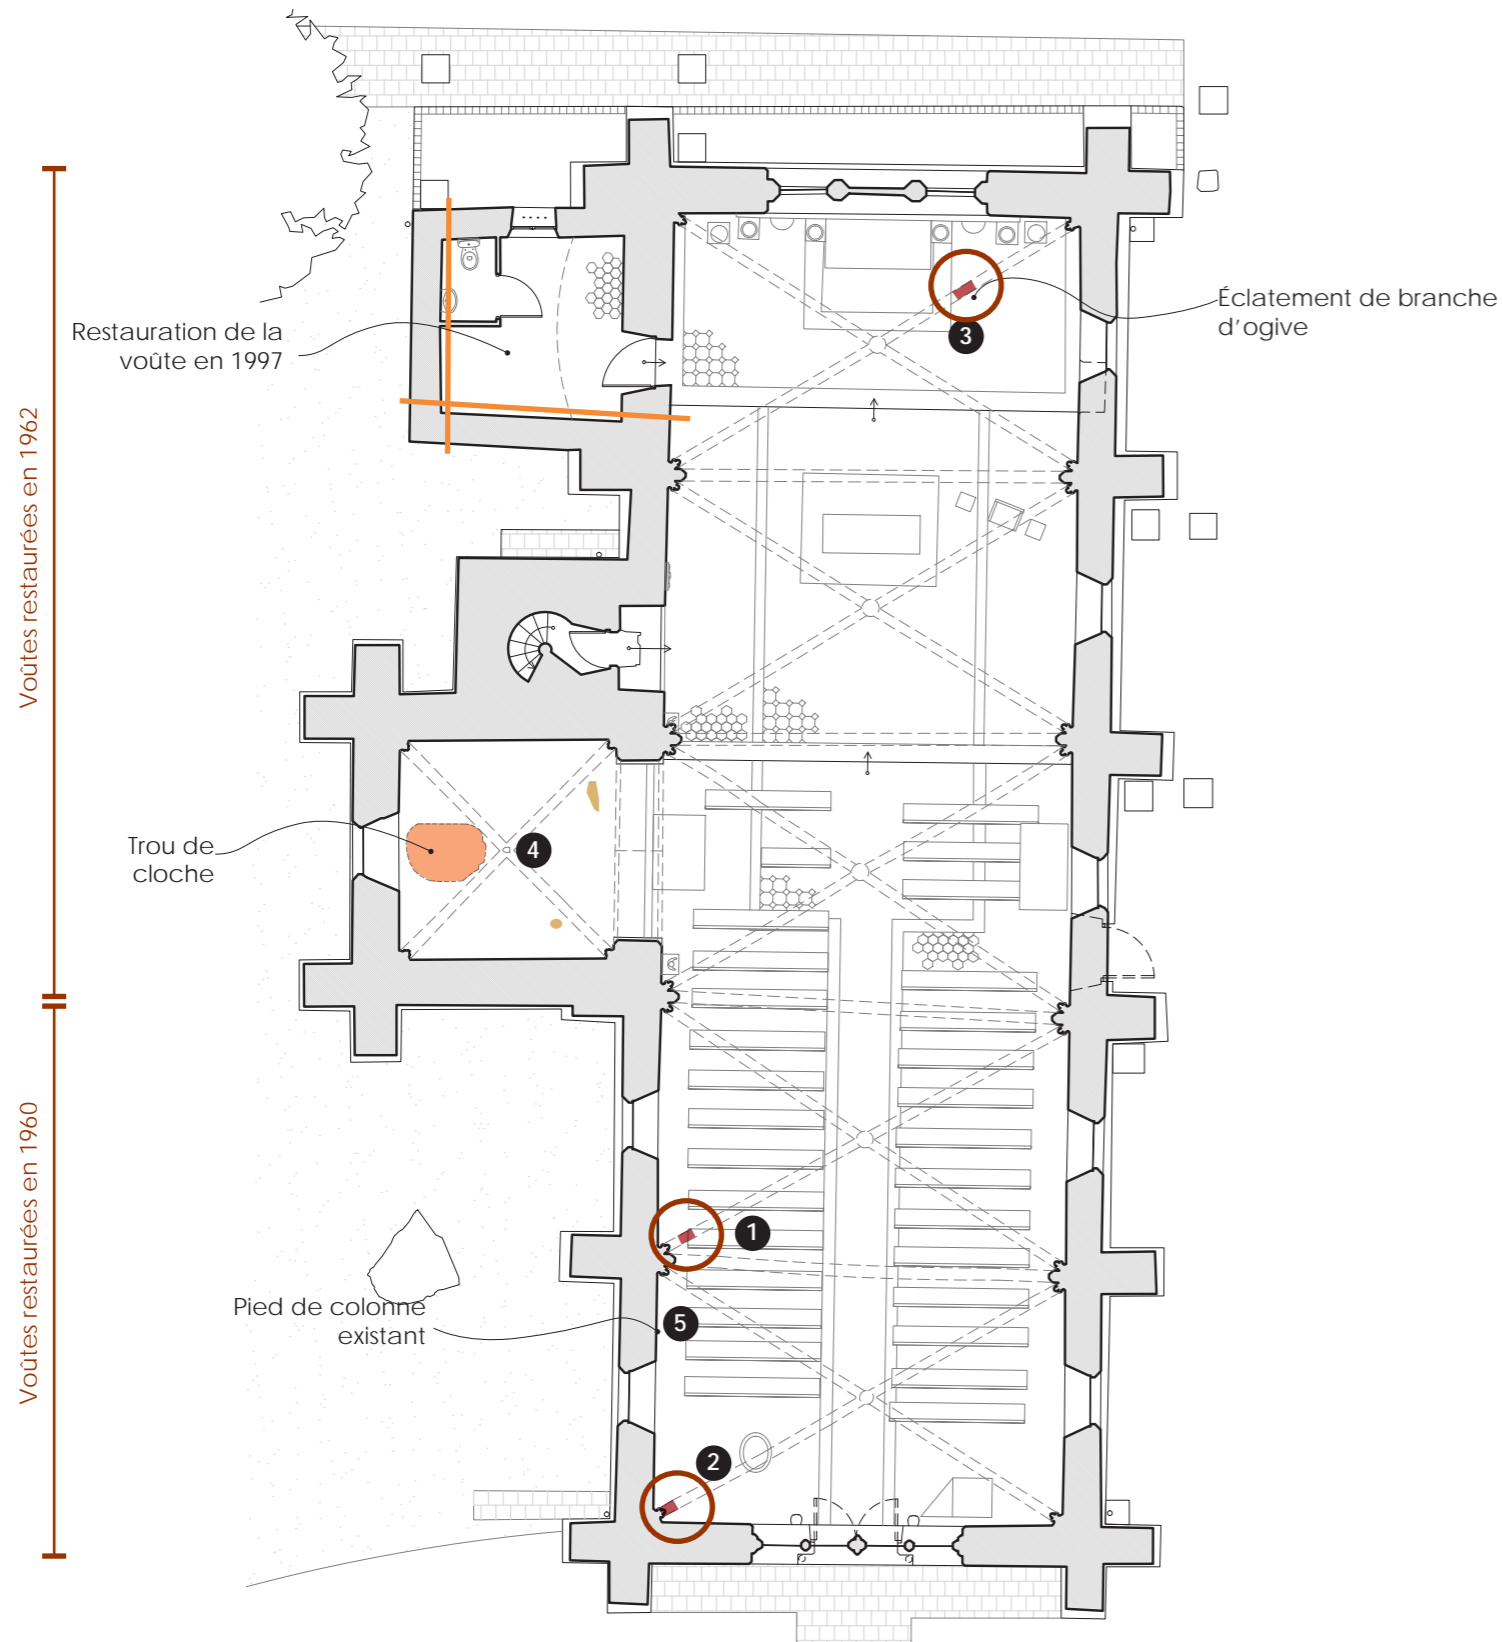 Éclatement de branche
d'ogive
3
Restauration de la
voûte en 1997
Voûtes restaurées en 1962
Trou de
cloche
4
1
Pied de colonne
existant
5
Voûtes restaurées en 1960
2